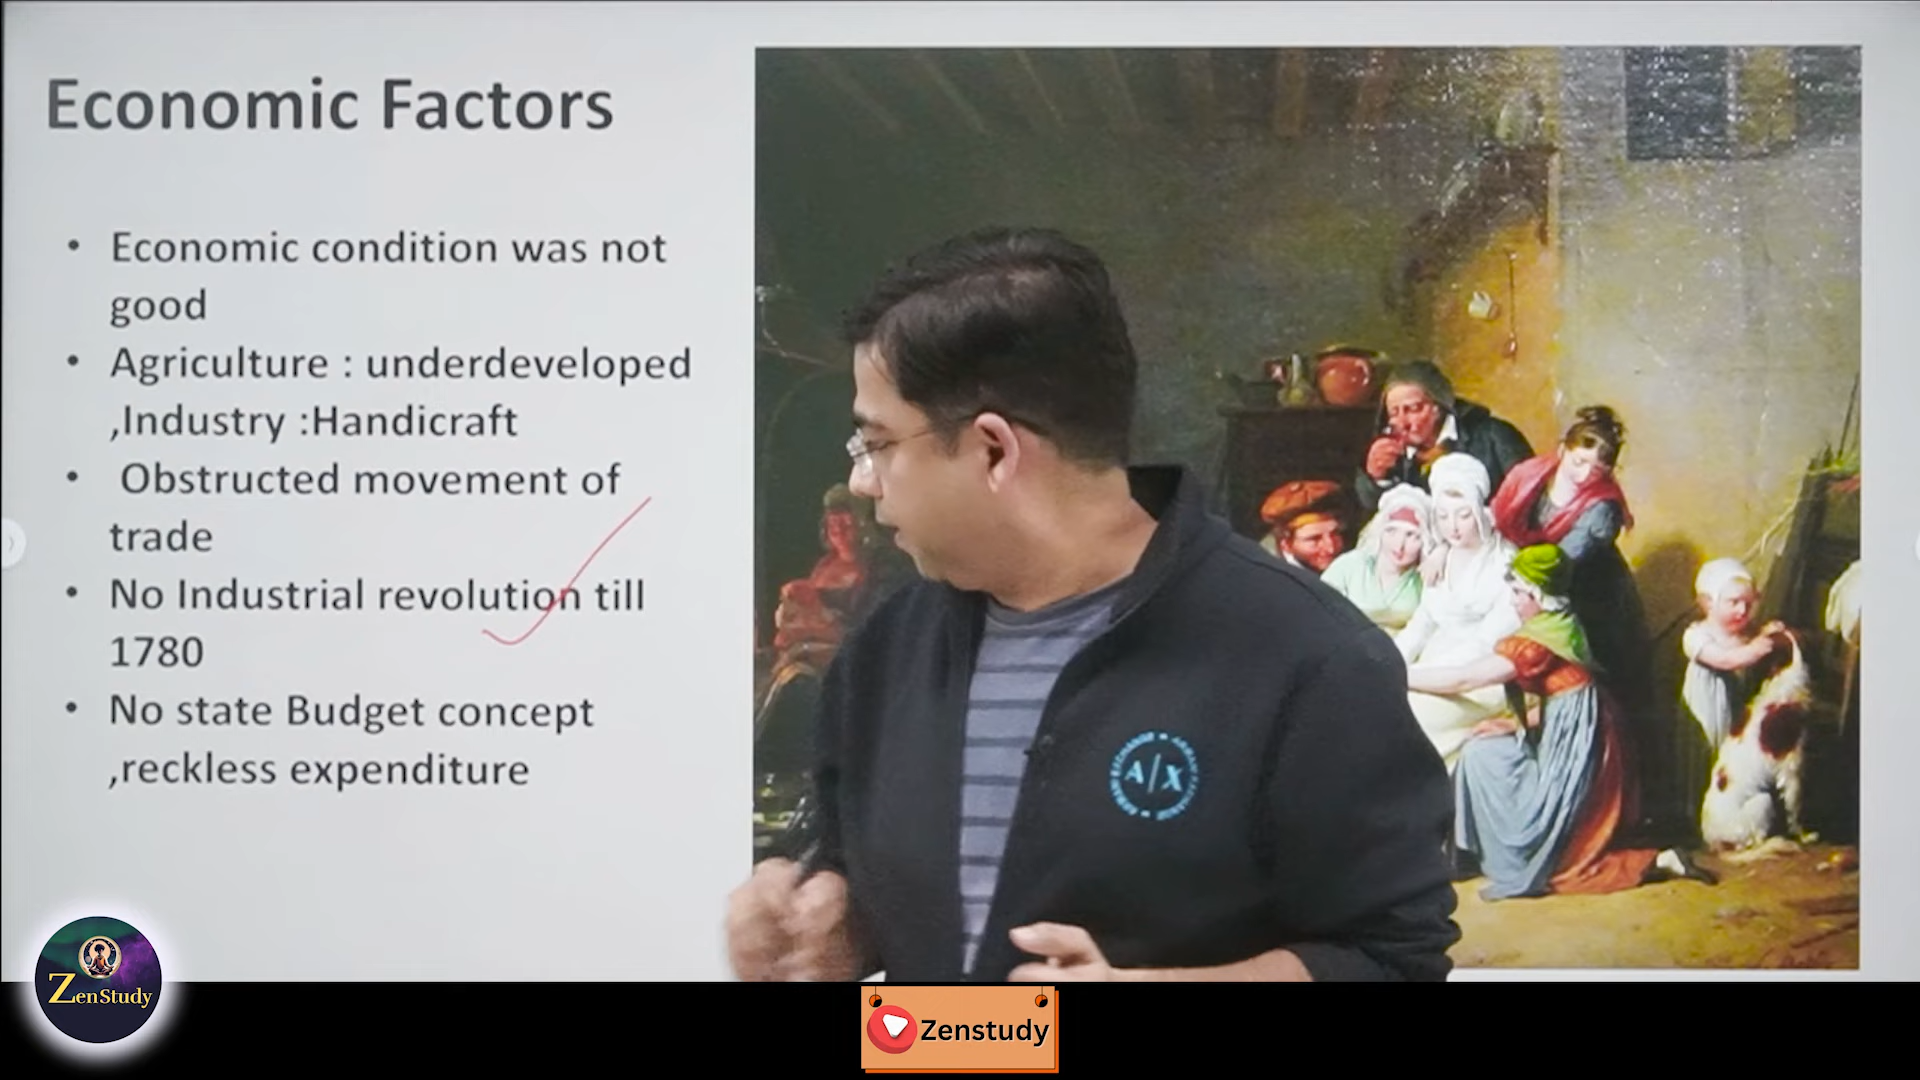 Economic Factors
• Economic condition was not
good
• Agriculture : underdeveloped
,Industry :Handicraft
• Obstructed movement of
trade
• No Industrial revolution till
1780
• No state Budget concept
,reckless expenditure
A/X
ZenStudy
Zenstudy